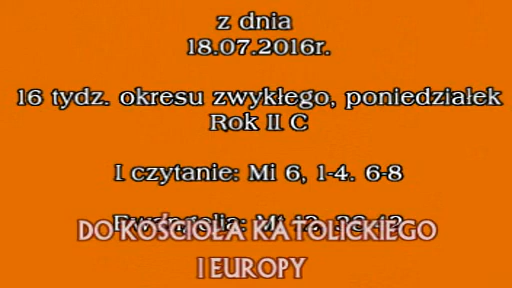 z dnia
18.07.2016r.
16 tydz. okresu zwykłego, poniedziałek
Rok II C
I czytanie: Mi 6, 1-4. 6-8
DO KOŚCIOŁA KATOLICKIEGO
I EUROPY